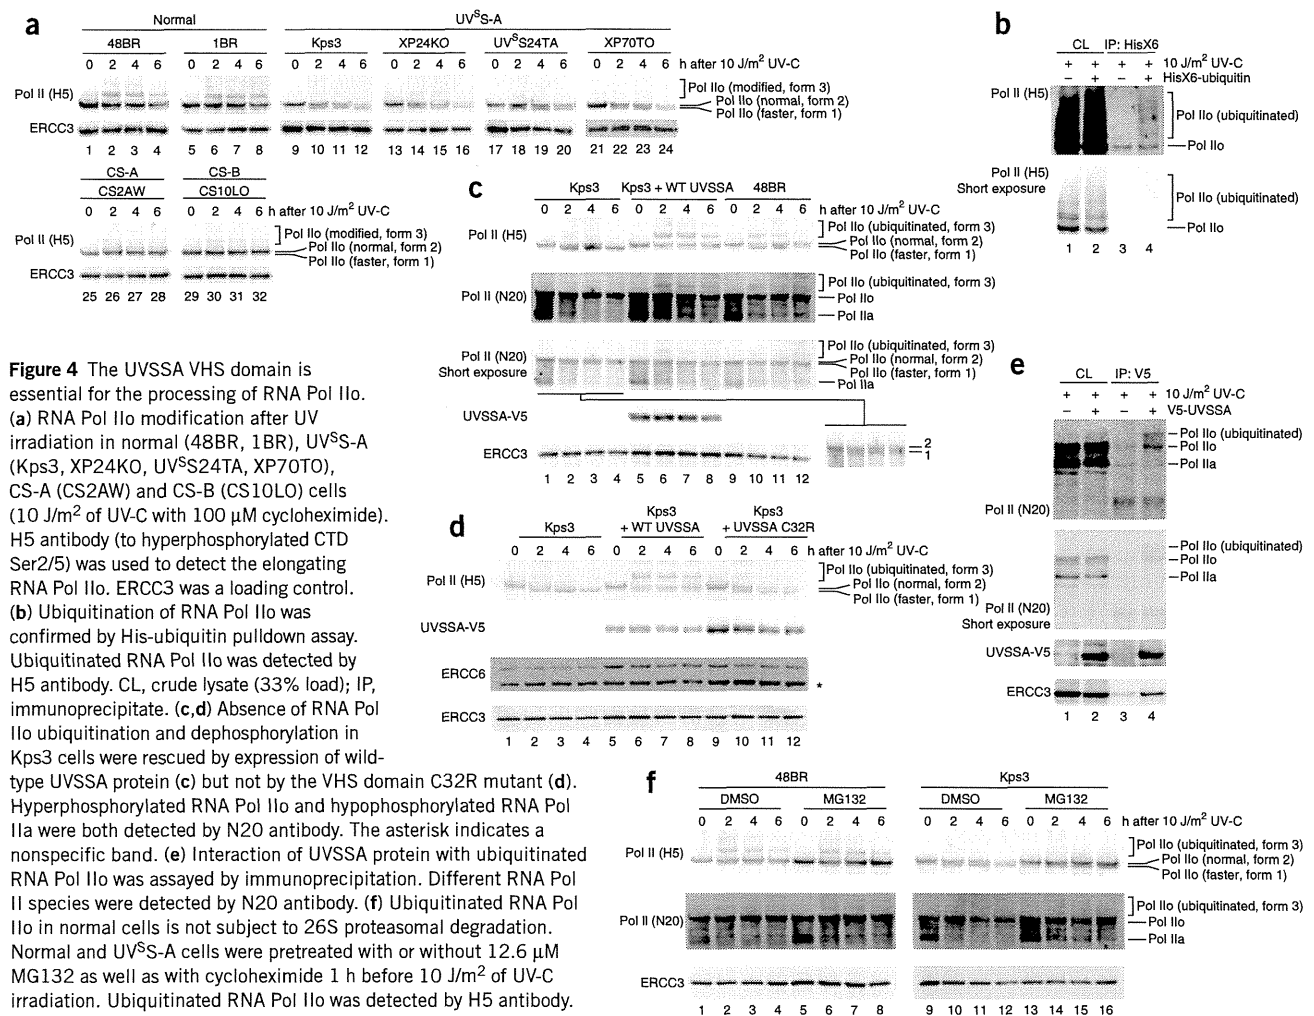 a
Normal UVSS-A
48BR 1BR Kps3 XP24KO UVSS24TA XP70TO
0 2 4 6 0 2 4 6 0 2 4 6 0 2 4 6 0 2 4 6 0 2 4 6 h after 10 J/m2 UV-C
Pol II (H5)
Pol IIo (modified, form 3)
Pol IIo (normal, form 2)
Pol IIo (faster, form 1)
ERCC3
1 2 3 4 5 6 7 8 9 10 11 12 13 14 15 16 17 18 19 20 21 22 23 24
CS-A CS-B
CS2AW CS10LO
0 2 4 6 0 2 4 6 h after 10 J/m2 UV-C
Pol II (H5)
Pol IIo (modified, form 3)
Pol IIo (normal, form 2)
Pol IIo (faster, form 1)
ERCC3
25 26 27 28 29 30 31 32
b
CL IP: HisX6
+ + + + 10 J/m2 UV-C
– + – + HisX6-ubiquitin
Pol II (H5)
Pol IIo (ubiquitinated)
Pol IIo
Pol II (H5)
Short exposure
Pol IIo (ubiquitinated)
Pol IIo
1 2 3 4
c
Kps3 Kps3 + WT UVSSA 48BR
0 2 4 6 0 2 4 6 0 2 4 6 h after 10 J/m2 UV-C
Pol II (H5)
Pol IIo (ubiquitinated, form 3)
Pol IIo (normal, form 2)
Pol IIo (faster, form 1)
Pol II (N20)
Pol IIo (ubiquitinated, form 3)
Pol IIo
Pol IIa
Pol II (N20)
Short exposure
Pol IIo (ubiquitinated, form 3)
Pol IIo (normal, form 2)
Pol IIo (faster, form 1)
Pol IIa
UVSSA-V5
2
1
ERCC3
1 2 3 4 5 6 7 8 9 10 11 12
d
Kps3 Kps3 + WT UVSSA Kps3 + UVSSA C32R
0 2 4 6 0 2 4 6 0 2 4 6 h after 10 J/m2 UV-C
Pol II (H5)
Pol IIo (ubiquitinated, form 3)
Pol IIo (normal, form 2)
Pol IIo (faster, form 1)
UVSSA-V5
ERCC6
*
ERCC3
1 2 3 4 5 6 7 8 9 10 11 12
e
CL IP: V5
+ + + + 10 J/m2 UV-C
– + – + V5-UVSSA
Pol IIo (ubiquitinated)
Pol IIo
Pol IIa
Pol II (N20)
Pol IIo (ubiquitinated)
Pol IIo
Pol IIa
Pol II (N20)
Short exposure
UVSSA-V5
ERCC3
1 2 3 4
f
48BR Kps3
DMSO MG132 DMSO MG132
0 2 4 6 0 2 4 6 0 2 4 6 0 2 4 6 h after 10 J/m2 UV-C
Pol II (H5)
Pol IIo (ubiquitinated, form 3)
Pol IIo (normal, form 2)
Pol IIo (faster, form 1)
Pol II (N20)
Pol IIo (ubiquitinated, form 3)
Pol IIo
Pol IIa
ERCC3
1 2 3 4 5 6 7 8 9 10 11 12 13 14 15 16
Figure 4 The UVSSA VHS domain is
essential for the processing of RNA Pol IIo.
(a) RNA Pol IIo modification after UV
irradiation in normal (48BR, 1BR), UVSS-A
(Kps3, XP24KO, UVSS24TA, XP70TO),
CS-A (CS2AW) and CS-B (CS10LO) cells
(10 J/m2 of UV-C with 100 μM cycloheximide).
H5 antibody (to hyperphosphorylated CTD
Ser2/5) was used to detect the elongating
RNA Pol IIo. ERCC3 was a loading control.
(b) Ubiquitination of RNA Pol IIo was
confirmed by His-ubiquitin pulldown assay.
Ubiquitinated RNA Pol IIo was detected by
H5 antibody. CL, crude lysate (33% load); IP,
immunoprecipitate. (c,d) Absence of RNA Pol
IIo ubiquitination and dephosphorylation in
Kps3 cells were rescued by expression of wild-
type UVSSA protein (c) but not by the VHS domain C32R mutant (d).
Hyperphosphorylated RNA Pol IIo and hypophosphorylated RNA Pol
IIa were both detected by N20 antibody. The asterisk indicates a
nonspecific band. (e) Interaction of UVSSA protein with ubiquitinated
RNA Pol IIo was assayed by immunoprecipitation. Different RNA Pol
II species were detected by N20 antibody. (f) Ubiquitinated RNA Pol
IIo in normal cells is not subject to 26S proteasomal degradation.
Normal and UVSS-A cells were pretreated with or without 12.6 μM
MG132 as well as with cycloheximide 1 h before 10 J/m2 of UV-C
irradiation. Ubiquitinated RNA Pol IIo was detected by H5 antibody.